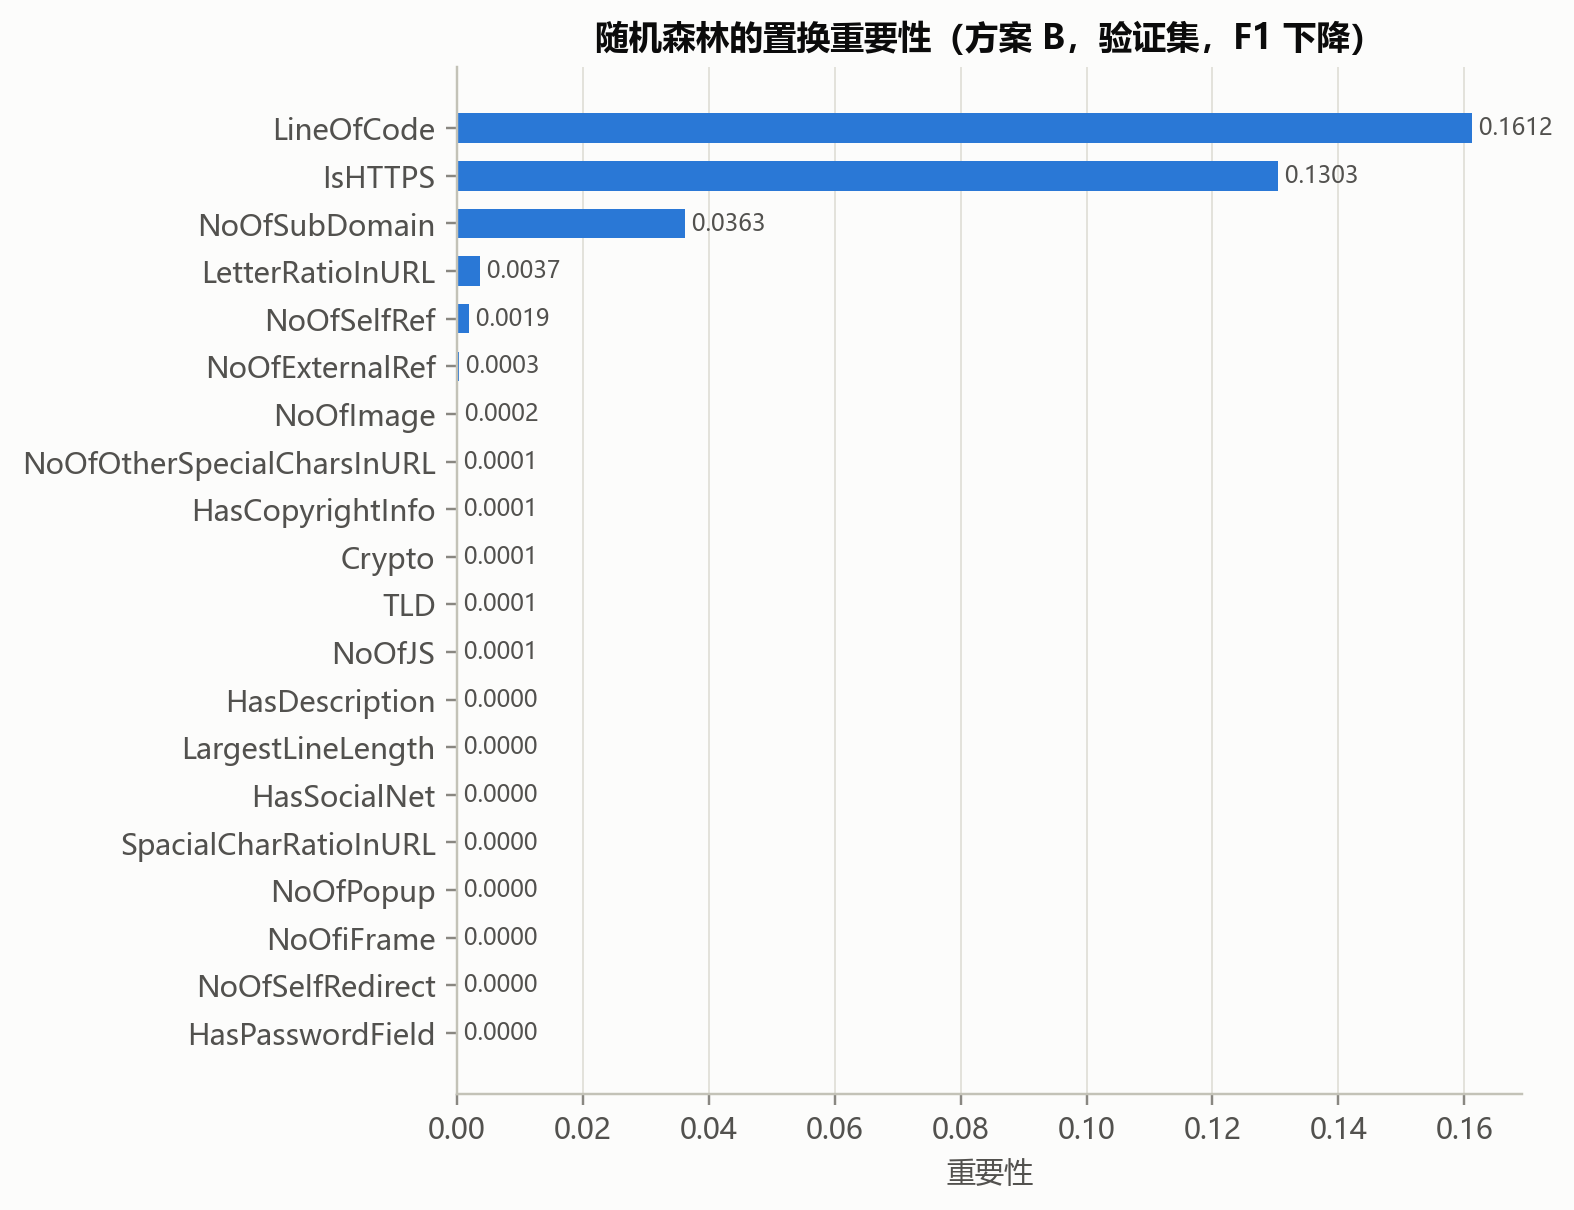 随机森林的置换重要性（方案 B，验证集，F1 下降）
LineOfCode 0.1612
IsHTTPS 0.1303
NoOfSubDomain 0.0363
LetterRatioInURL 0.0037
NoOfSelfRef 0.0019
NoOfExternalRef 0.0003
NoOfImage 0.0002
NoOfOtherSpecialCharsInURL 0.0001
HasCopyrightInfo 0.0001
Crypto 0.0001
TLD 0.0001
NoOfJS 0.0001
HasDescription 0.0000
LargestLineLength 0.0000
HasSocialNet 0.0000
SpacialCharRatioInURL 0.0000
NoOfPopup 0.0000
NoOfiFrame 0.0000
NoOfSelfRedirect 0.0000
HasPasswordField 0.0000
0.00 0.02 0.04 0.06 0.08 0.10 0.12 0.14 0.16
重要性